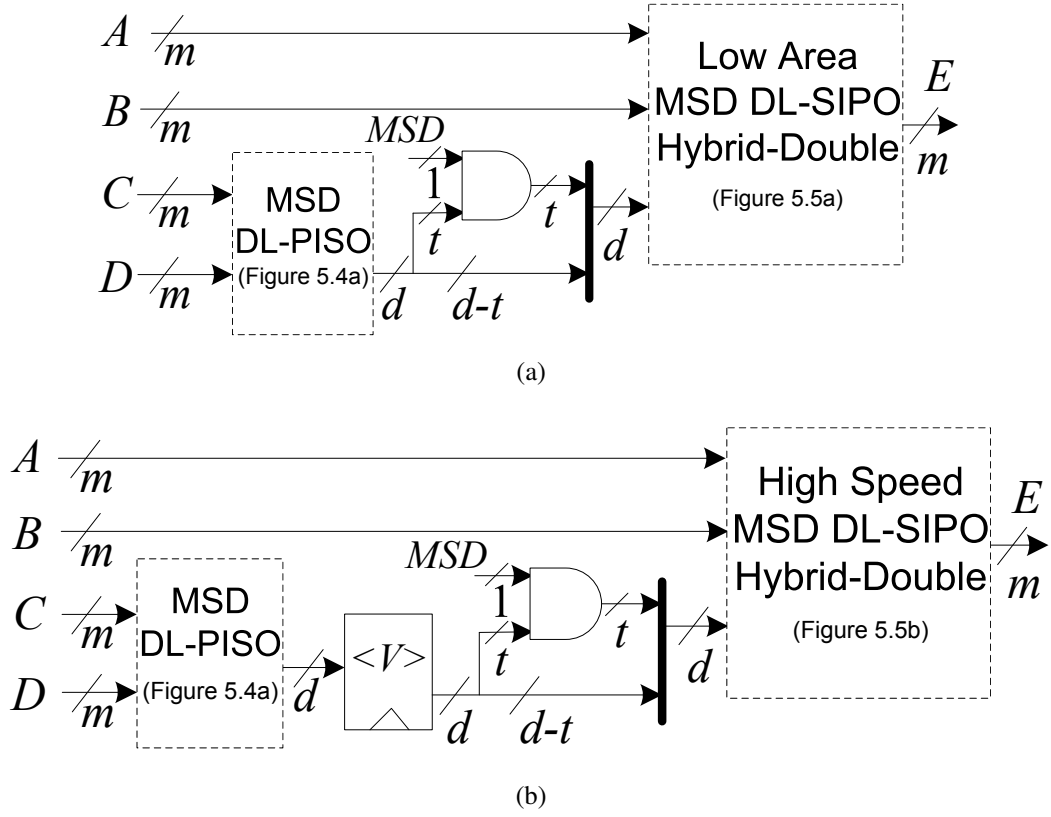 A
m
B
m
C
m
D
m
MSD
DL-PISO
(Figure 5.4a)
d
MSD
1
t
t
d-t
d
Low Area
MSD DL-SIPO
Hybrid-Double
(Figure 5.5a)
E
m
(a)
A
m
B
m
C
m
D
m
MSD
DL-PISO
(Figure 5.4a)
d
<V>
d
MSD
1
t
t
d-t
d
High Speed
MSD DL-SIPO
Hybrid-Double
(Figure 5.5b)
E
m
(b)